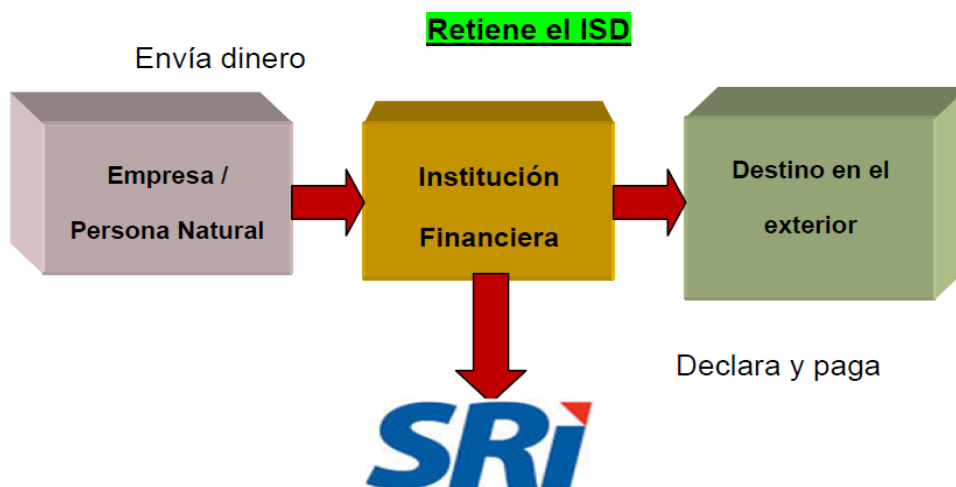 Retiene el ISD
Envía dinero
Empresa /
Persona Natural
Institución
Financiera
Destino en el
exterior
Declara y paga
SRi